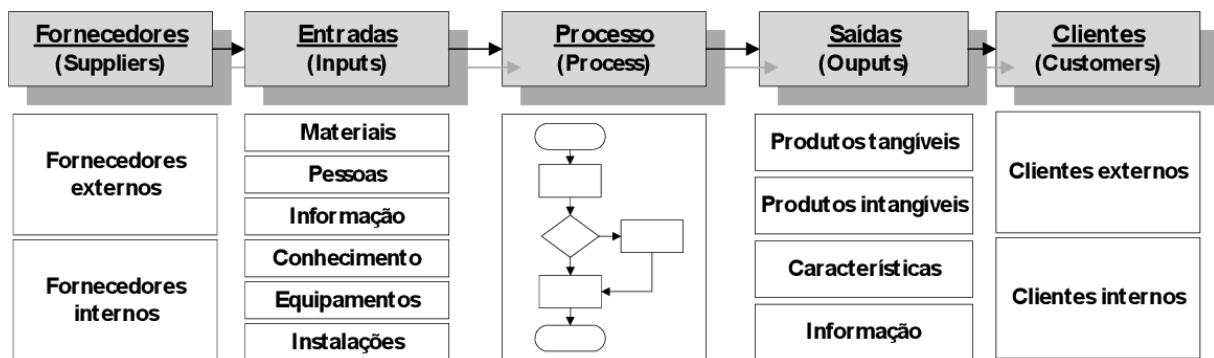 Fornecedores
(Suppliers)
Entradas
(Inputs)
Processo
(Process)
Saídas
(Ouputs)
Clientes
(Customers)
Fornecedores
externos
Fornecedores
internos
Materiais
Pessoas
Informação
Conhecimento
Equipamentos
Instalações
Produtos tangíveis
Produtos intangíveis
Características
Informação
Clientes externos
Clientes internos